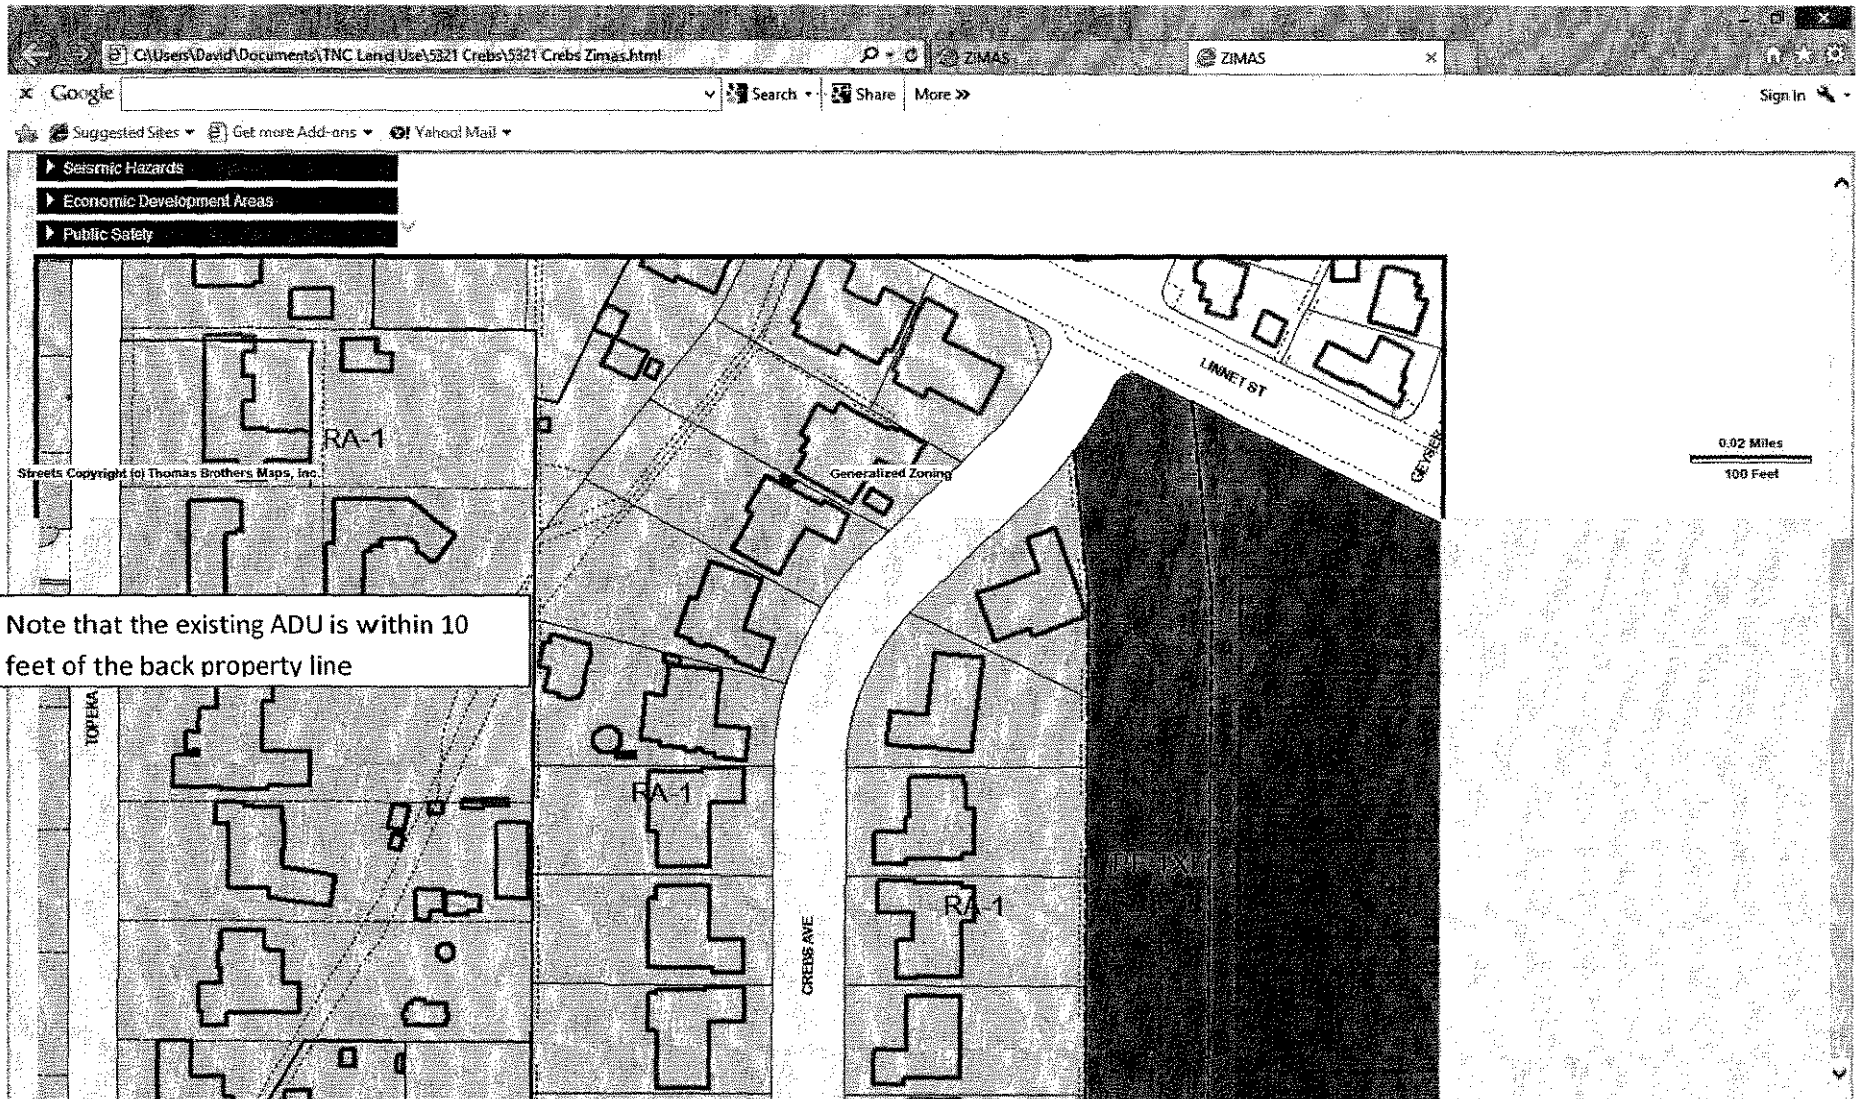 C:\Users\David\Documents\TNC Land Use\5321 Crebs\5321 Crebs Zimas.html
ZIMAS
ZIMAS
x Google
Search
Share
More >>
Sign In
Suggested Sites
Get more Add-ons
Yahoo! Mail
Seismic Hazards
Economic Development Areas
Public Safety
LINNET ST
GEYSER
RA-1
Streets Copyright (c) Thomas Brothers Maps, Inc.
Generalized Zoning
0.02 Miles
100 Feet
Note that the existing ADU is within 10
feet of the back property line
TOPEKA
RA-1
RA-1
CREBS AVE